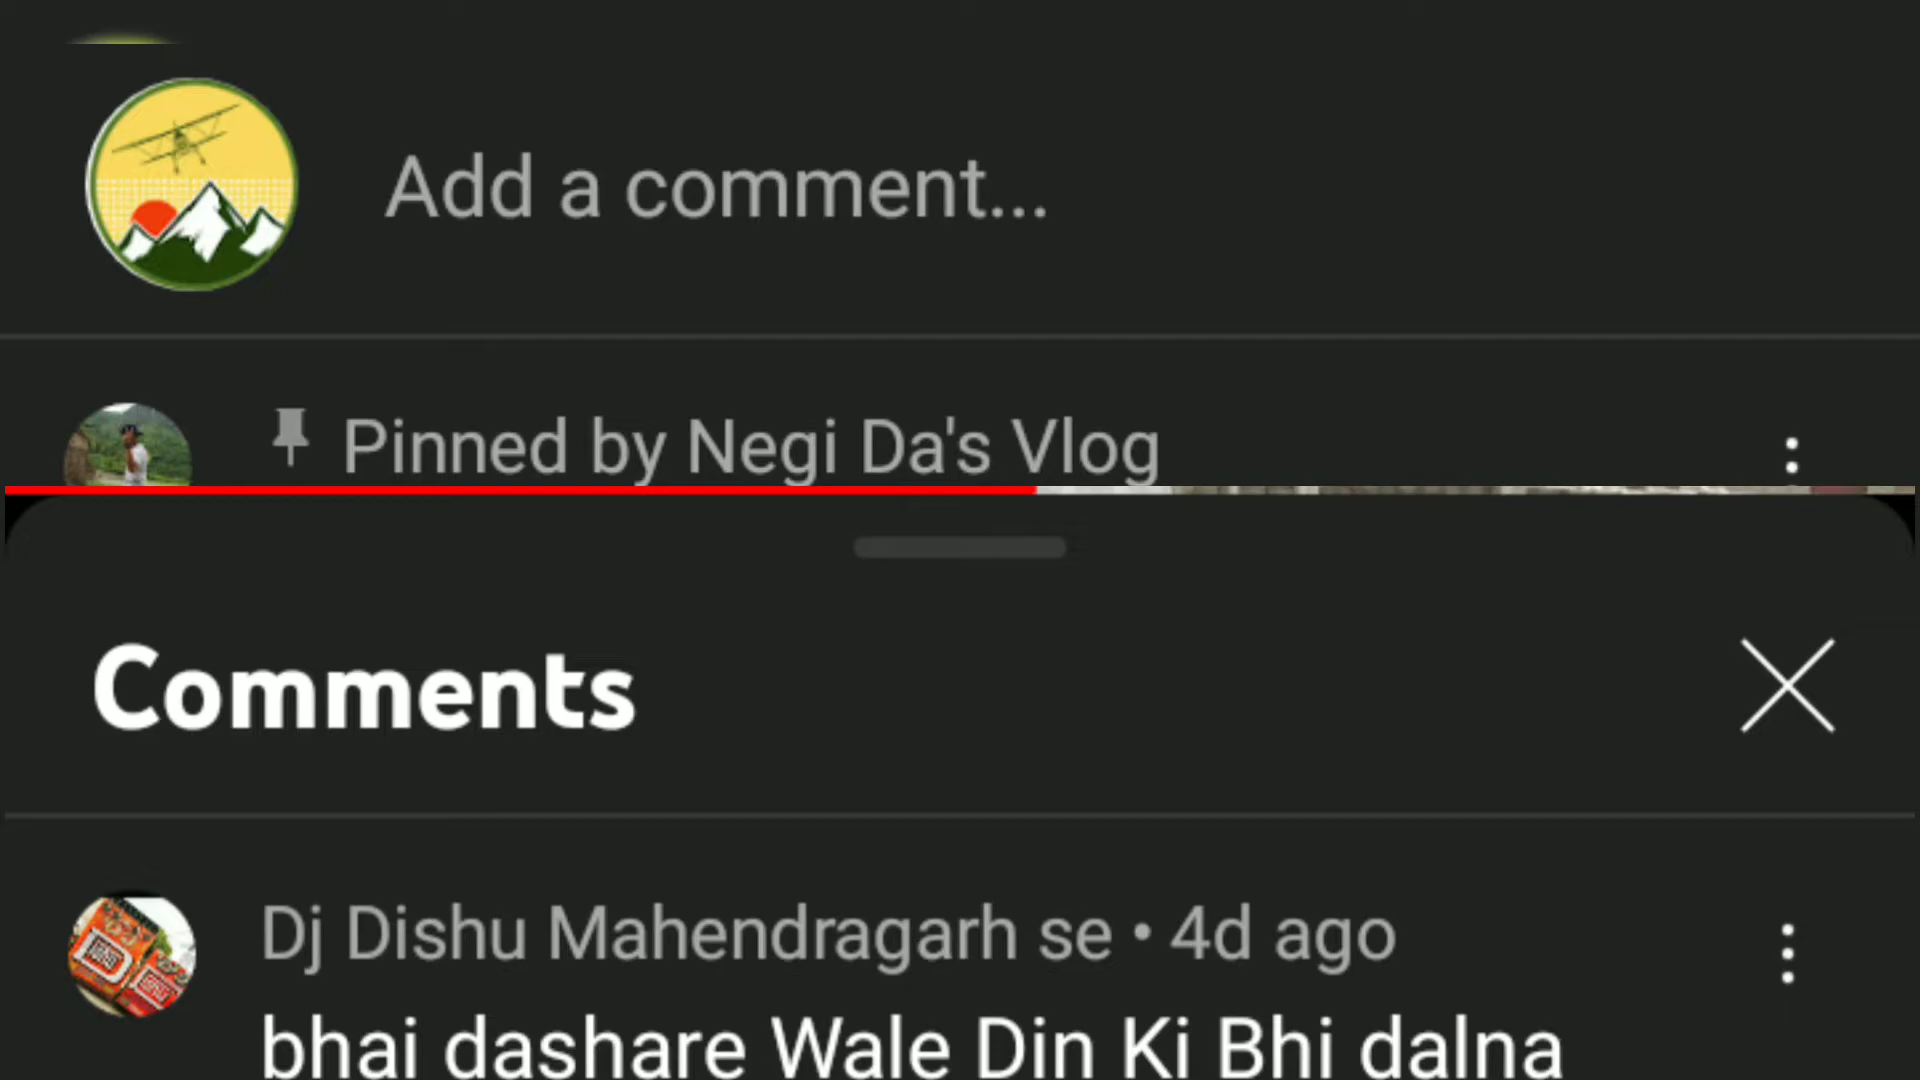 Add a comment...
Pinned by Negi Da's Vlog
Comments
Dj Dishu Mahendragarh se • 4d ago
bhai dashare Wale Din Ki Bhi dalna